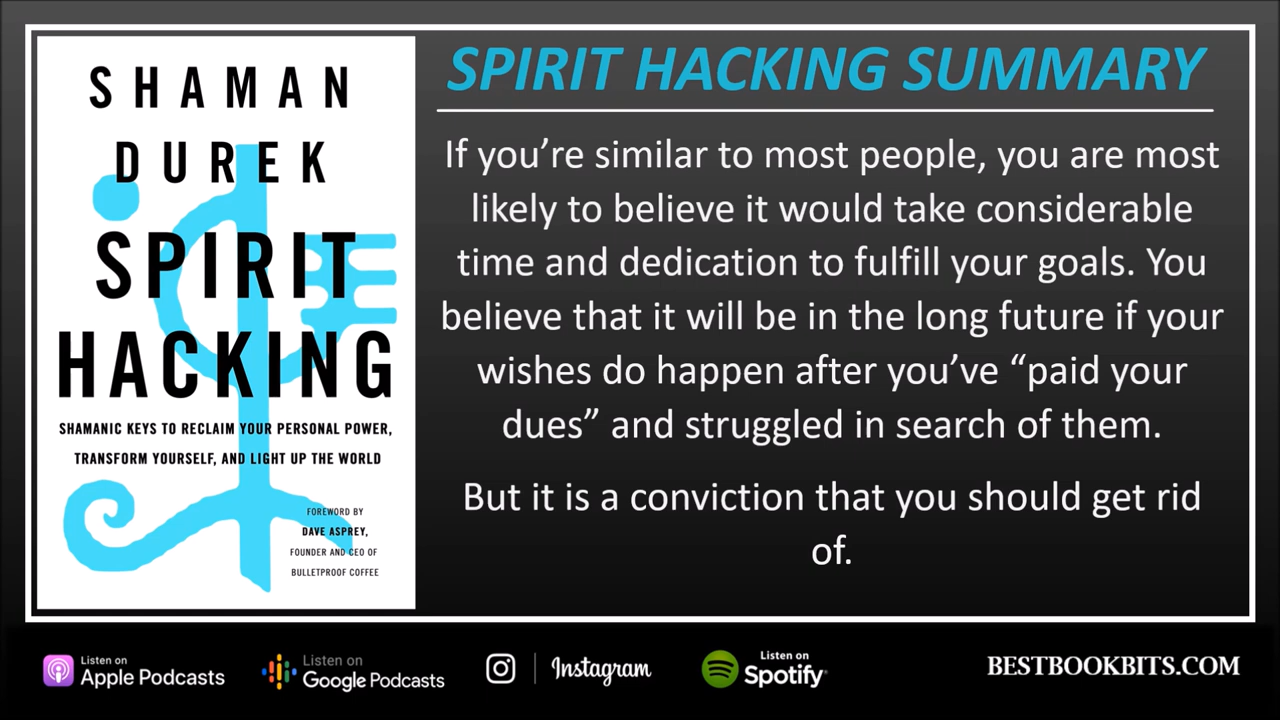 SHAMAN
DUREK
SPIRIT
HACKING
SHAMANIC KEYS TO RECLAIM YOUR PERSONAL POWER,
TRANSFORM YOURSELF, AND LIGHT UP THE WORLD
FOREWORD BY
DAVE ASPREY,
FOUNDER AND CEO OF
BULLETPROOF COFFEE
SPIRIT HACKING SUMMARY
If you’re similar to most people, you are most
likely to believe it would take considerable
time and dedication to fulfill your goals. You
believe that it will be in the long future if your
wishes do happen after you’ve “paid your
dues” and struggled in search of them.
But it is a conviction that you should get rid
of.
Listen on
Apple Podcasts
Listen on
Google Podcasts
Instagram
Listen on
Spotify
BESTBOOKBITS.COM